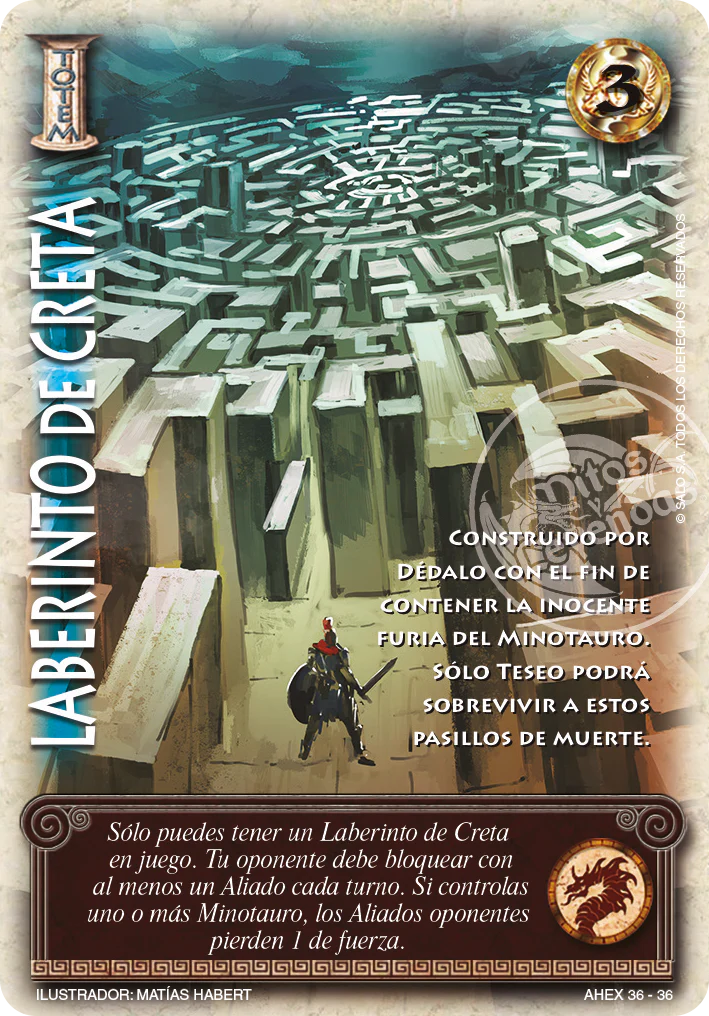 TOTEM
3
LABERINTO DE CRETA
© SALO S.A. TODOS LOS DERECHOS RESERVADOS
Mitos
y
Leyendas
CONSTRUIDO POR
DÉDALO CON EL FIN DE
CONTENER LA INOCENTE
FURIA DEL MINOTAURO.
SÓLO TESEO PODRÁ
SOBREVIVIR A ESTOS
PASILLOS DE MUERTE.
Sólo puedes tener un Laberinto de Creta
en juego. Tu oponente debe bloquear con
al menos un Aliado cada turno. Si controlas
uno o más Minotauro, los Aliados oponentes
pierden 1 de fuerza.
ILUSTRADOR: MATÍAS HABERT
AHEX 36 - 36